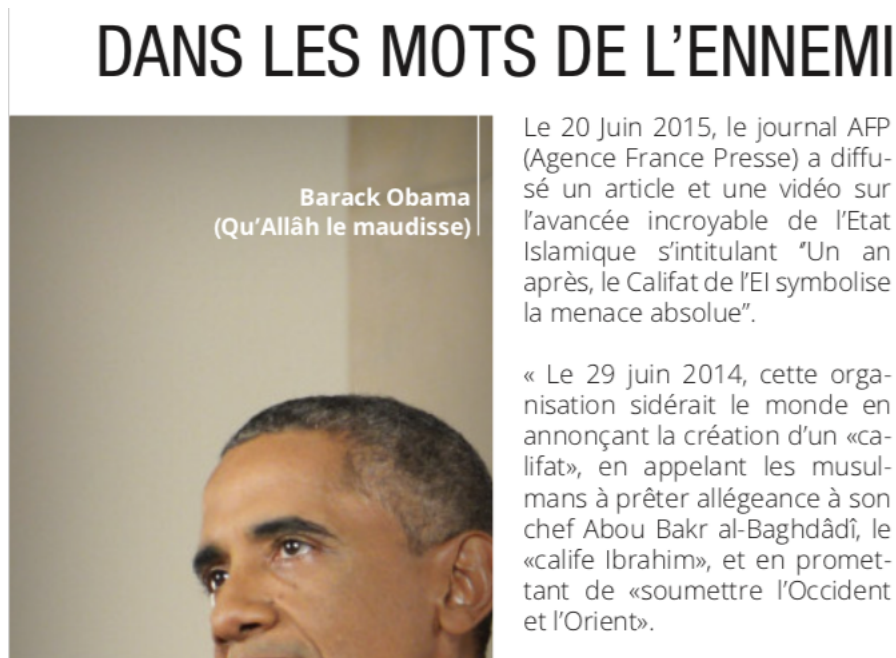 DANS LES MOTS DE L’ENNEMI
Barack Obama
(Qu’Allâh le maudisse)
Le 20 Juin 2015, le journal AFP
(Agence France Presse) a diffu-
sé un article et une vidéo sur
l’avancée incroyable de l’Etat
Islamique s’intitulant ‟Un an
après, le Califat de l’EI symbolise
la menace absolue”.
« Le 29 juin 2014, cette orga-
nisation sidérait le monde en
annonçant la création d’un «ca-
lifat», en appelant les musul-
mans à prêter allégeance à son
chef Abou Bakr al-Baghdâdî, le
«calife Ibrahim», et en promet-
tant de «soumettre l’Occident
et l’Orient».